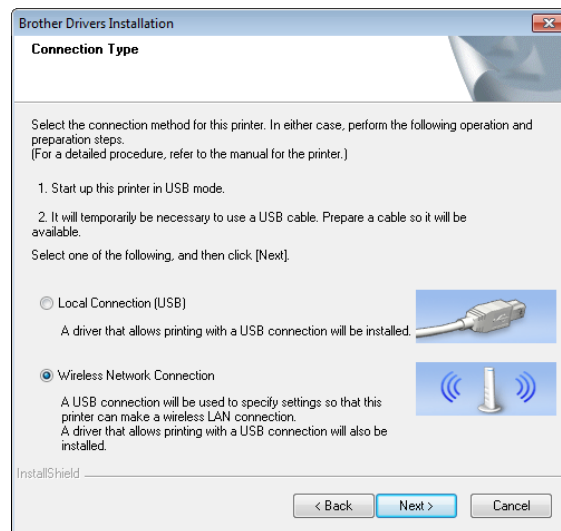 Brother Drivers Installation
Connection Type
Select the connection method for this printer. In either case, perform the following operation and
preparation steps.
(For a detailed procedure, refer to the manual for the printer.)
1. Start up this printer in USB mode.
2. It will temporarily be necessary to use a USB cable. Prepare a cable so it will be
available.
Select one of the following, and then click [Next].
Local Connection (USB)
A driver that allows printing with a USB connection will be installed.
Wireless Network Connection
A USB connection will be used to specify settings so that this
printer can make a wireless LAN connection.
A driver that allows printing with a USB connection will also be
installed.
InstallShield
< Back Next > Cancel